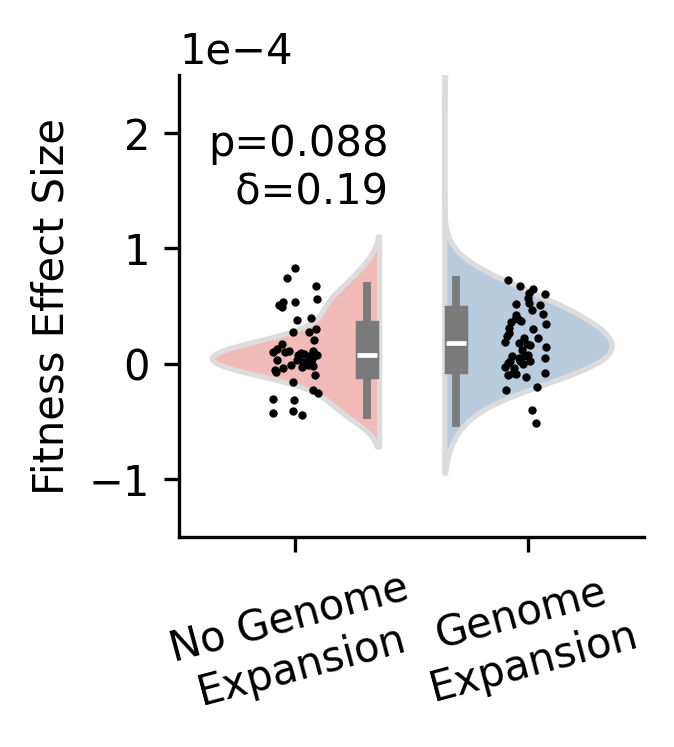 1e−4
Fitness Effect Size
2
1
0
−1
p=0.088
δ=0.19
No Genome
Expansion
Genome
Expansion